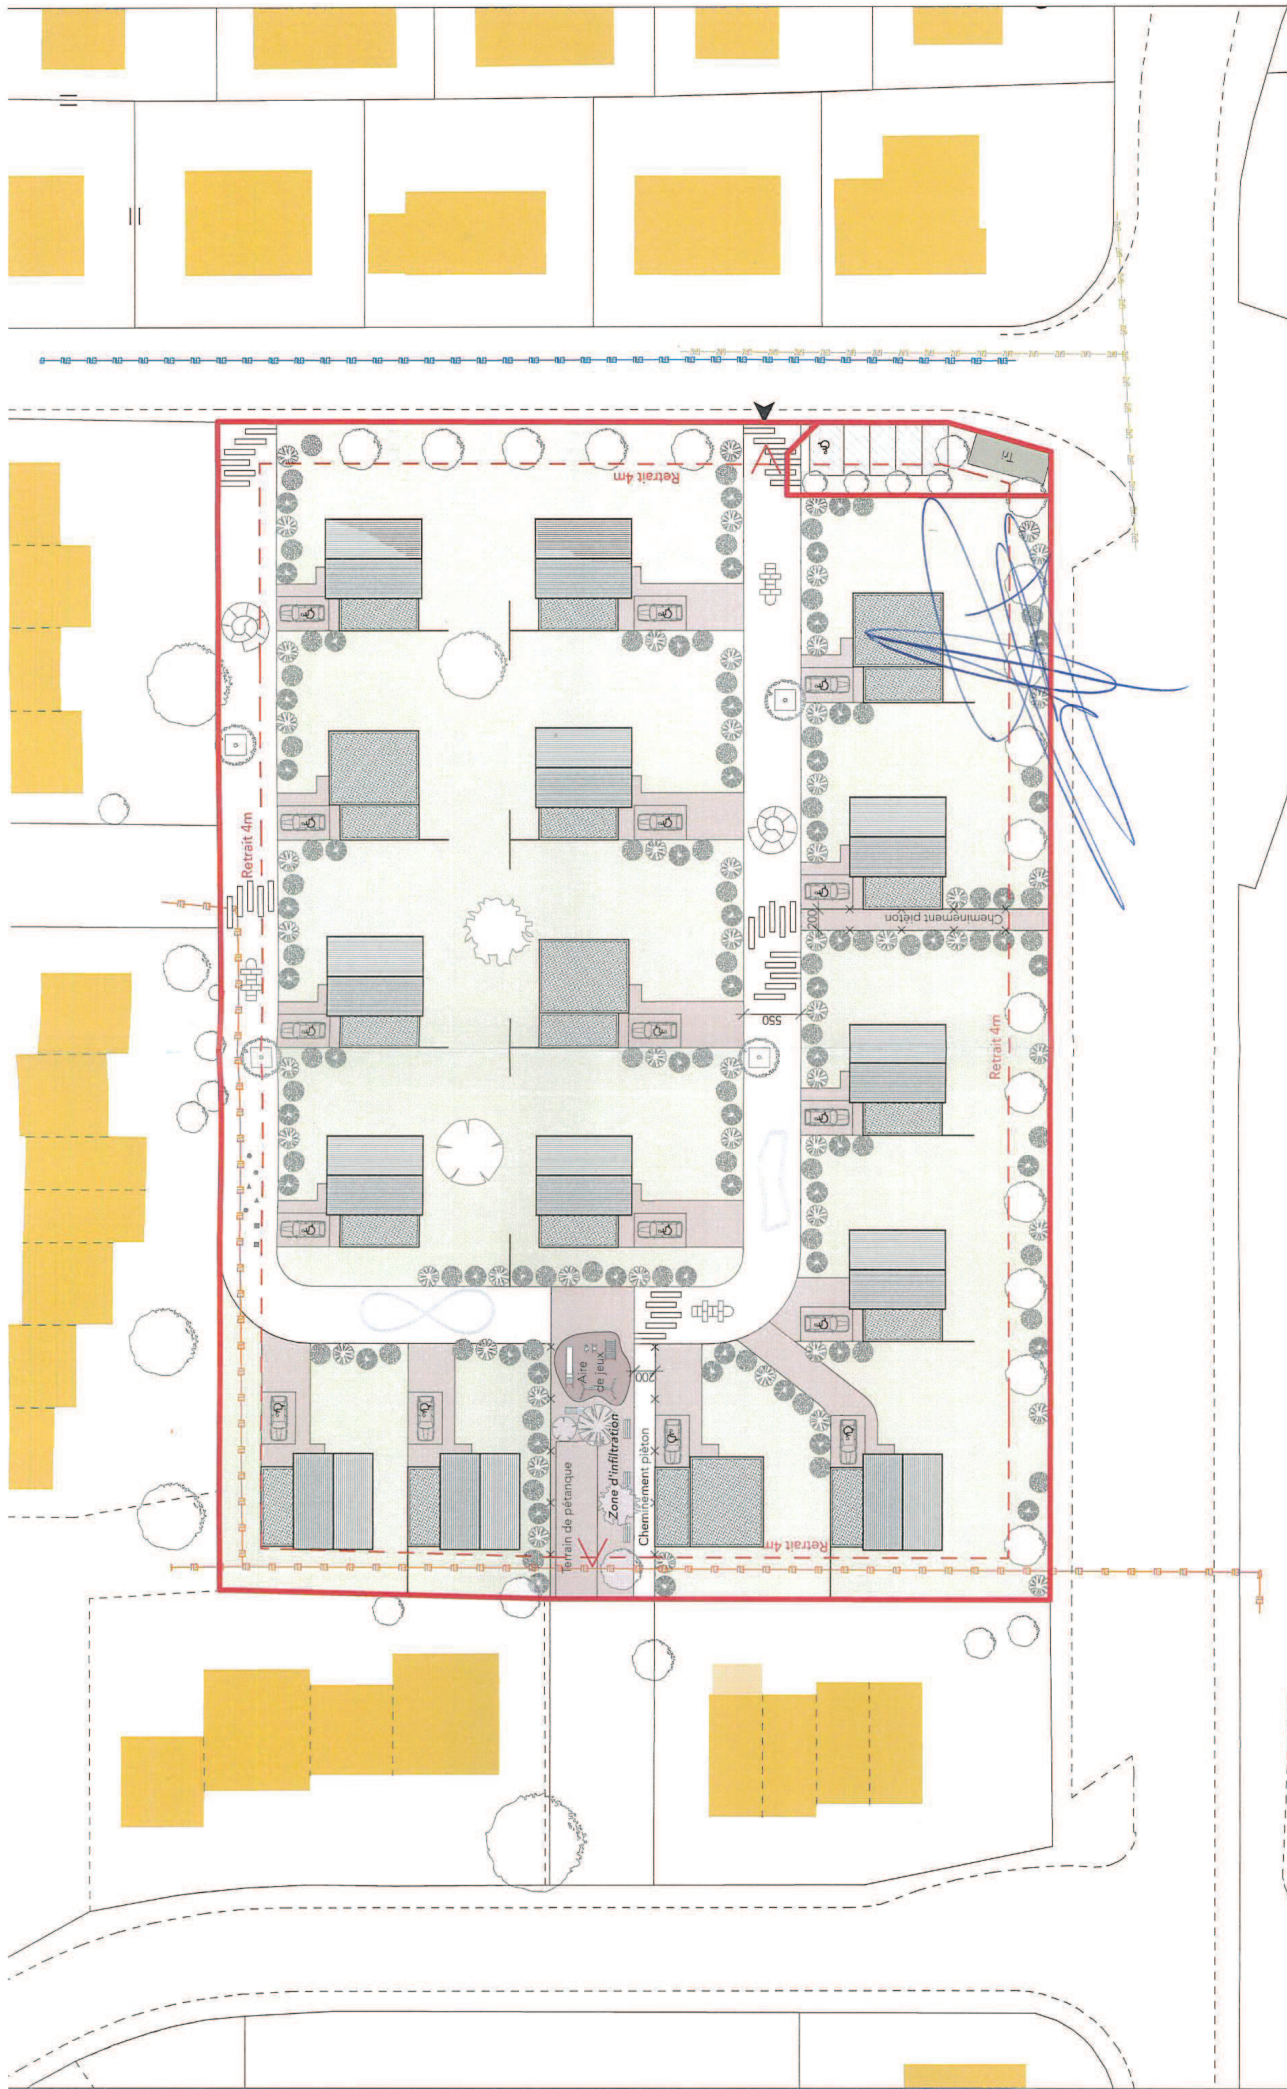 Retrait 4m
Retrait 4m
200
Cheminement piéton
550
Retrait 4m
Aire
de jeux
200
Terrain de pétanque
Zone d'infiltration
Cheminement piéton
Retrait 4m